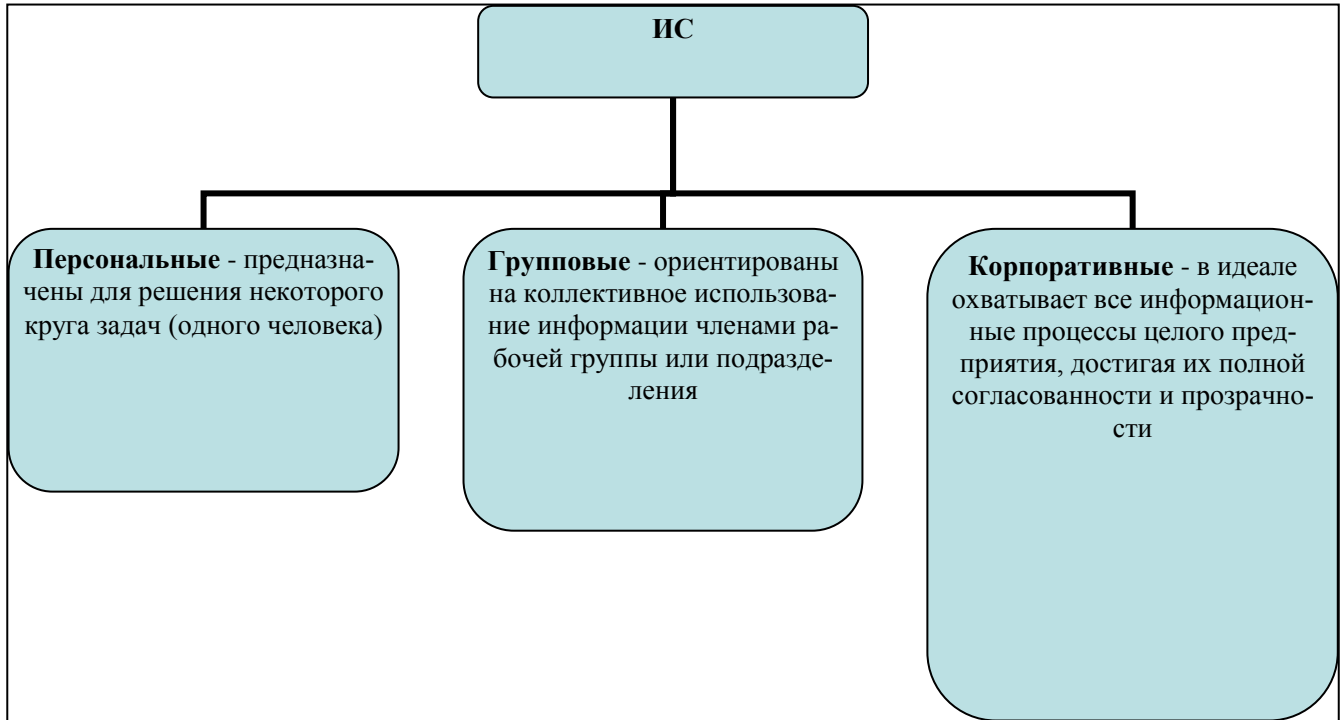 ИС
Персональные - предназна-
чены для решения некоторого
круга задач (одного человека)
Групповые - ориентированы
на коллективное использова-
ние информации членами ра-
бочей группы или подразде-
ления
Корпоративные - в идеале
охватывает все информацион-
ные процессы целого пред-
приятия, достигая их полной
согласованности и прозрачно-
сти